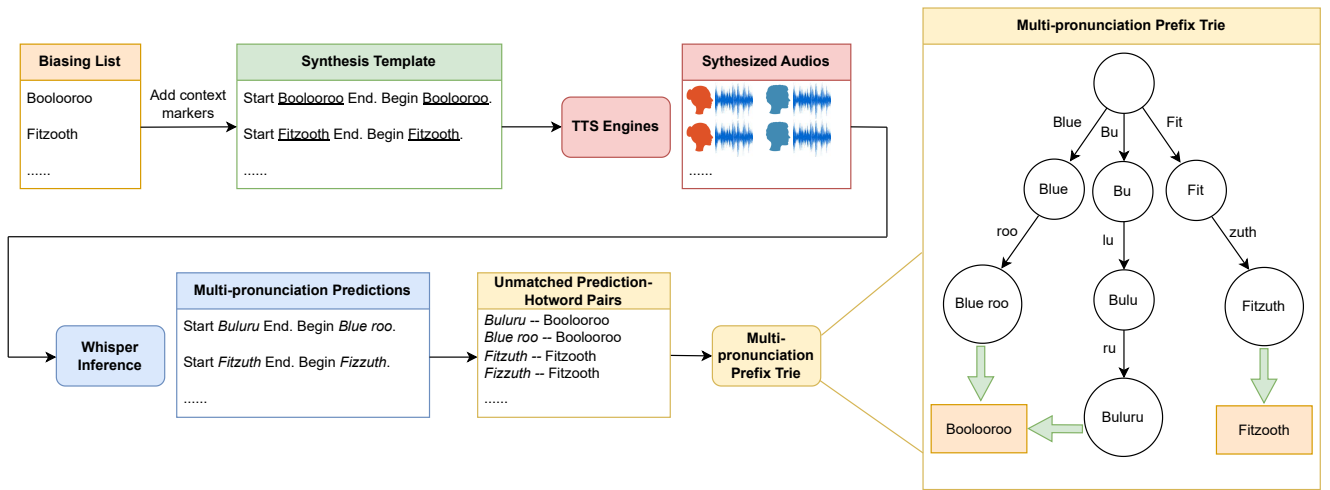 Biasing List
Boolooroo
Fitzooth
......
Add context
markers
Synthesis Template
Start Boolooroo End. Begin Boolooroo.
Start Fitzooth End. Begin Fitzooth.
......
TTS Engines
Sythesized Audios
......
Whisper
Inference
Multi-pronunciation Predictions
Start Buluru End. Begin Blue roo.
Start Fitzuth End. Begin Fizzuth.
......
Unmatched Prediction-
Hotword Pairs
Buluru -- Boolooroo
Blue roo -- Boolooroo
Fitzuth -- Fitzooth
Fizzuth -- Fitzooth
......
Multi-
pronunciation
Prefix Trie
Multi-pronunciation Prefix Trie
Blue
Bu
Fit
Blue
Bu
Fit
roo
lu
zuth
Blue roo
Bulu
Fitzuth
ru
Boolooroo
Buluru
Fitzooth